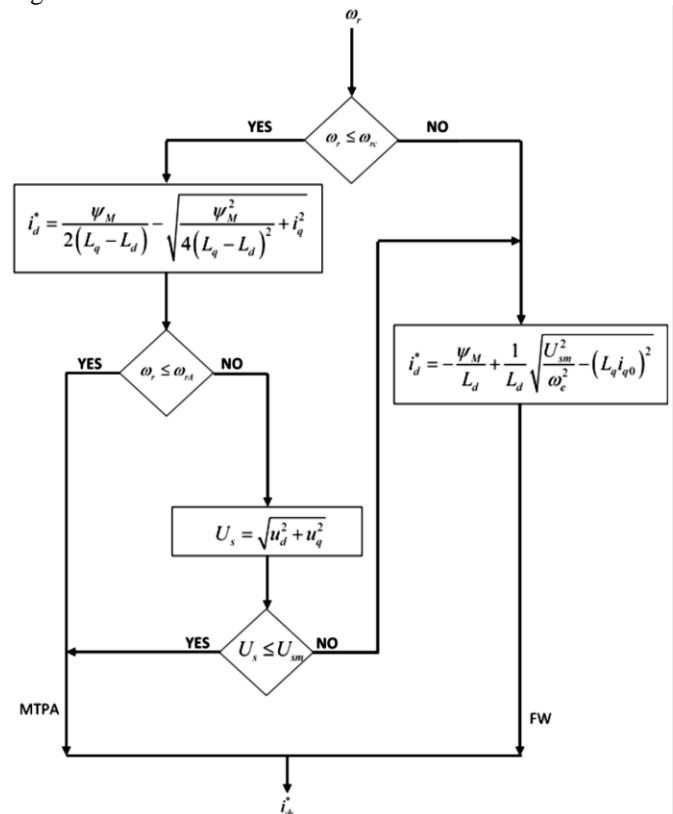 ω_r
YES
NO
ω_r ≤ ω_rc
i_d^* = ψ_M / 2(L_q − L_d) − √(ψ_M^2 / 4(L_q − L_d)^2 + i_q^2)
i_d^* = −ψ_M / L_d + 1 / L_d √(U_sm^2 / ω_e^2 − (L_q i_q0)^2)
YES
NO
ω_r ≤ ω_rA
U_s = √(u_d^2 + u_q^2)
YES
NO
U_s ≤ U_sm
MTPA
FW